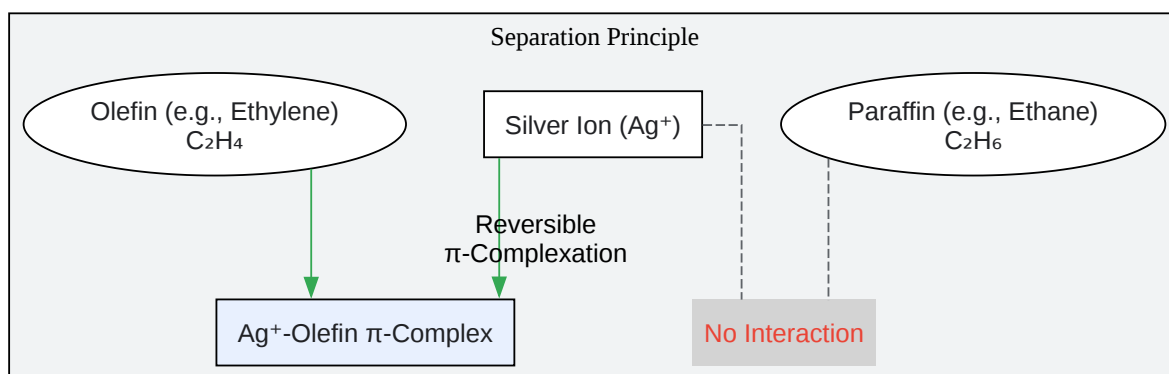 Separation Principle
Olefin (e.g., Ethylene)
C₂H₄
Silver Ion (Ag⁺)
Paraffin (e.g., Ethane)
C₂H₆
Reversible
π-Complexation
Ag⁺-Olefin π-Complex
No Interaction